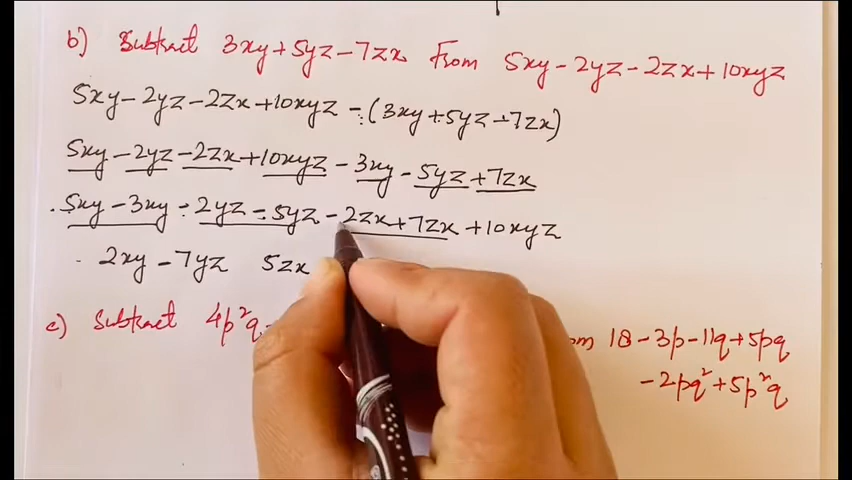 b) Subtract 3xy + 5yz - 7zx From 5xy - 2yz - 2zx + 10xyz
5xy - 2yz - 2zx + 10xyz - (3xy + 5yz + 7zx)
5xy - 2yz - 2zx + 10xyz - 3xy - 5yz + 7zx
5xy - 3xy - 2yz - 5yz - 2zx + 7zx + 10xyz
2xy - 7yz 5zx
c) Subtract 4p²q 18 - 3p - 11q + 5pq
- 2pq² + 5p²q